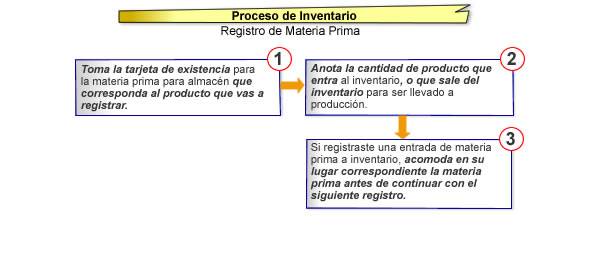 Proceso de Inventario
Registro de Materia Prima
1
Toma la tarjeta de existencia para
la materia prima para almacén que
corresponda al producto que vas a
registrar.
2
Anota la cantidad de producto que
entra al inventario, o que sale del
inventario para ser llevado a
producción.
3
Si registraste una entrada de materia
prima a inventario, acomoda en su
lugar correspondiente la materia
prima antes de continuar con el
siguiente registro.